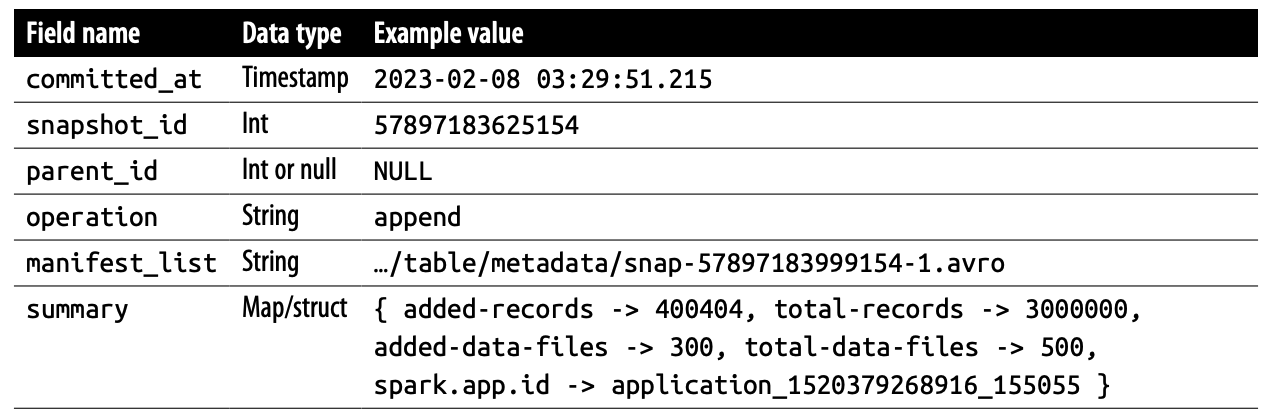 Field name Data type Example value
committed_at Timestamp 2023-02-08 03:29:51.215
snapshot_id Int 57897183625154
parent_id Int or null NULL
operation String append
manifest_list String …/table/metadata/snap-57897183999154-1.avro
summary Map/struct { added-records -> 400404, total-records -> 3000000,
added-data-files -> 300, total-data-files -> 500,
spark.app.id -> application_1520379268916_155055 }